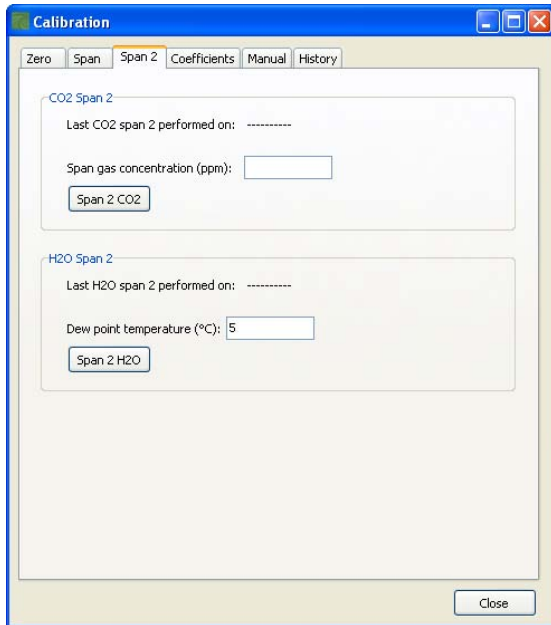 Calibration
Zero Span Span 2 Coefficients Manual History
CO2 Span 2
Last CO2 span 2 performed on: ----------
Span gas concentration (ppm):
Span 2 CO2
H2O Span 2
Last H2O span 2 performed on: ----------
Dew point temperature (°C): 5
Span 2 H2O
Close